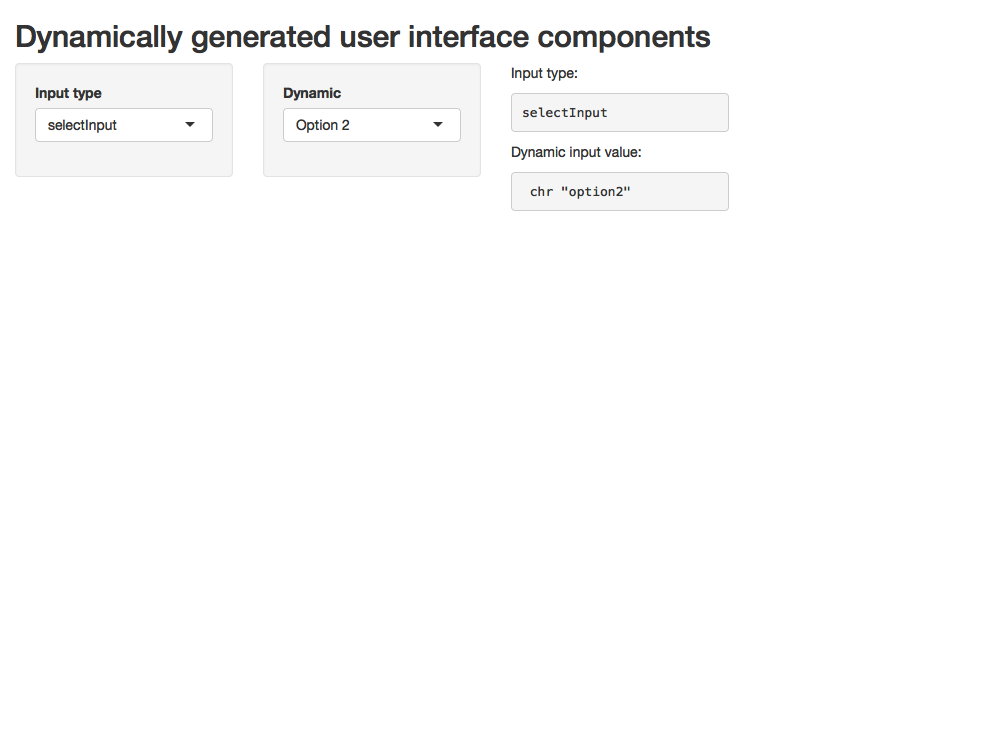 Dynamically generated user interface components
Input type
selectInput
Dynamic
Option 2
Input type:
selectInput
Dynamic input value:
chr "option2"